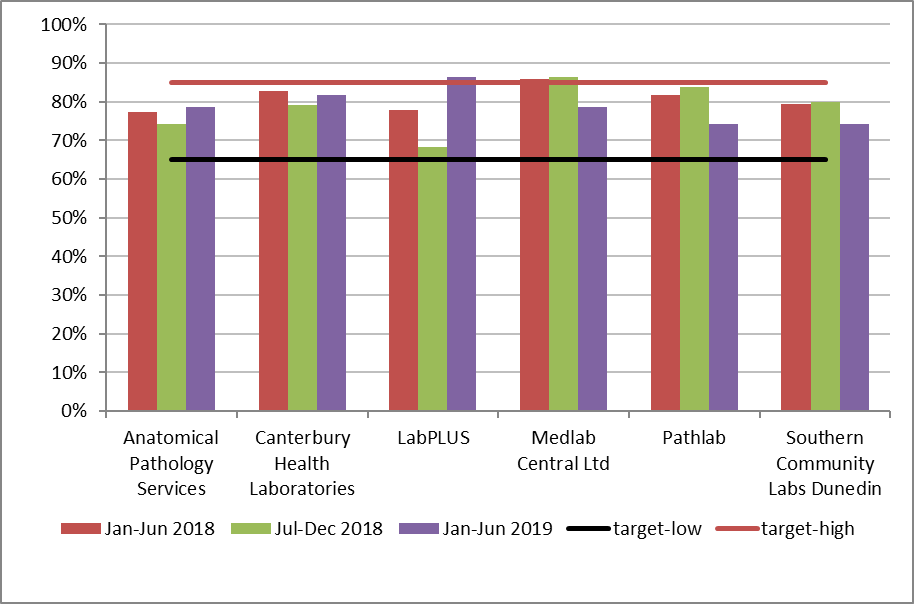 100%
90%
80%
70%
60%
50%
40%
30%
20%
10%
0%
Anatomical
Pathology
Services
Canterbury
Health
Laboratories
LabPLUS
Medlab
Central Ltd
Pathlab
Southern
Community
Labs Dunedin
Jan-Jun 2018 Jul-Dec 2018 Jan-Jun 2019 target-low target-high